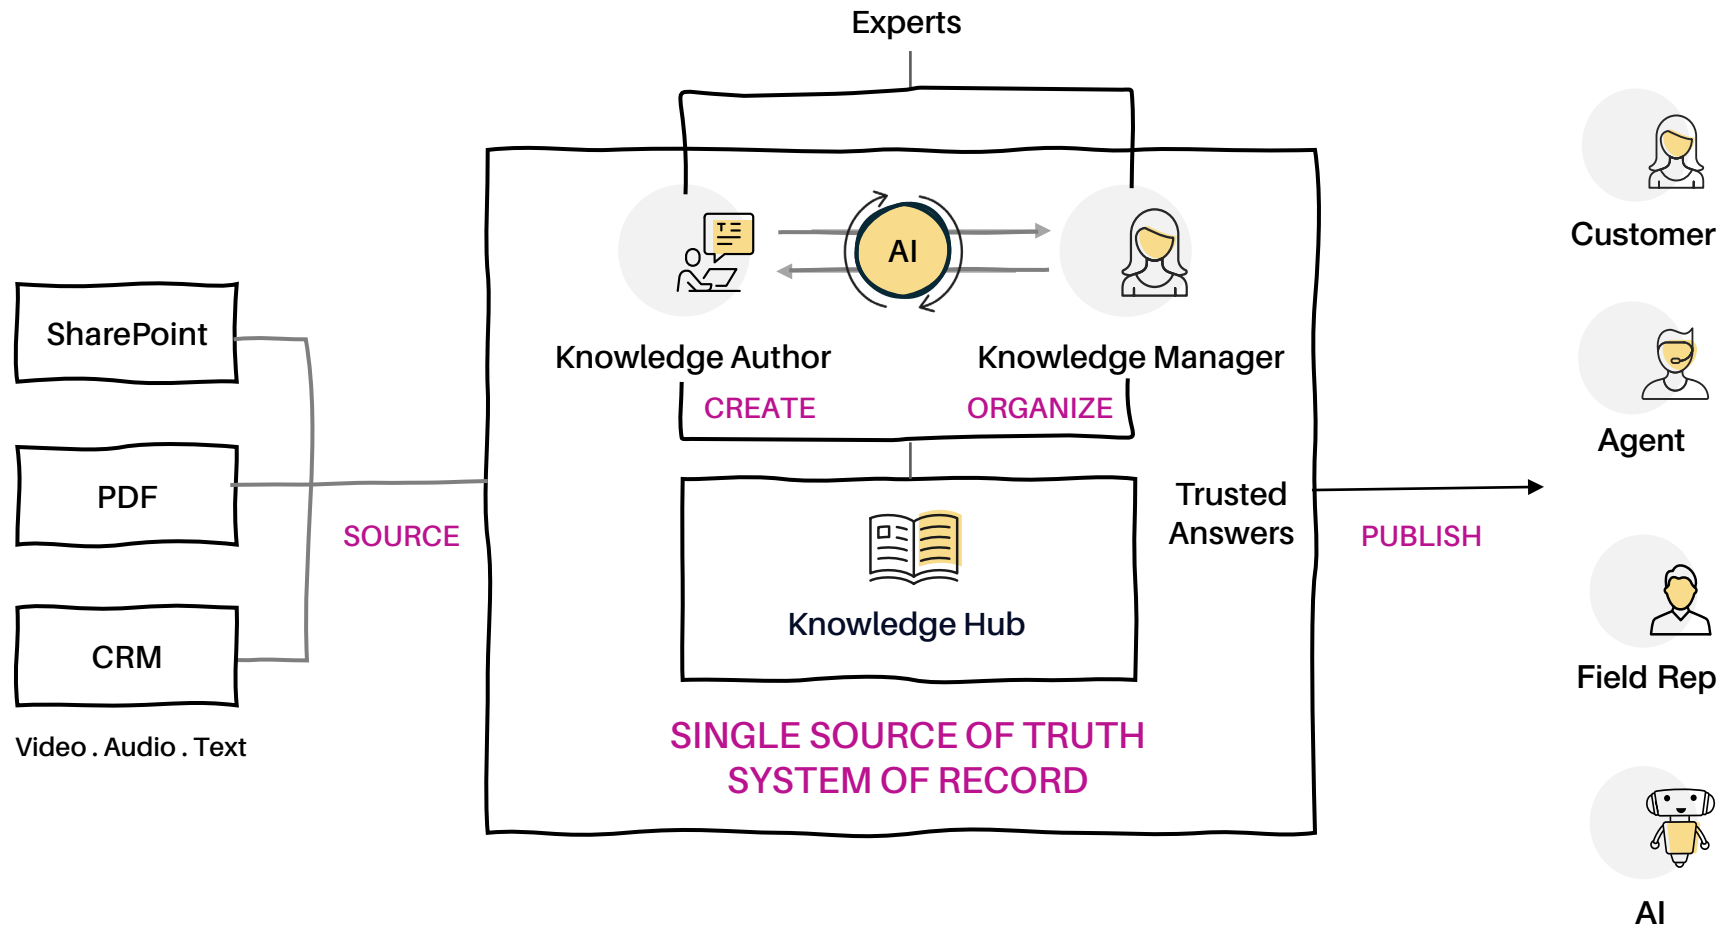 Experts
SharePoint
PDF
CRM
Video . Audio . Text
SOURCE
AI
Knowledge Author
Knowledge Manager
CREATE
ORGANIZE
Knowledge Hub
Trusted
Answers
SINGLE SOURCE OF TRUTH
SYSTEM OF RECORD
PUBLISH
Customer
Agent
Field Rep
AI